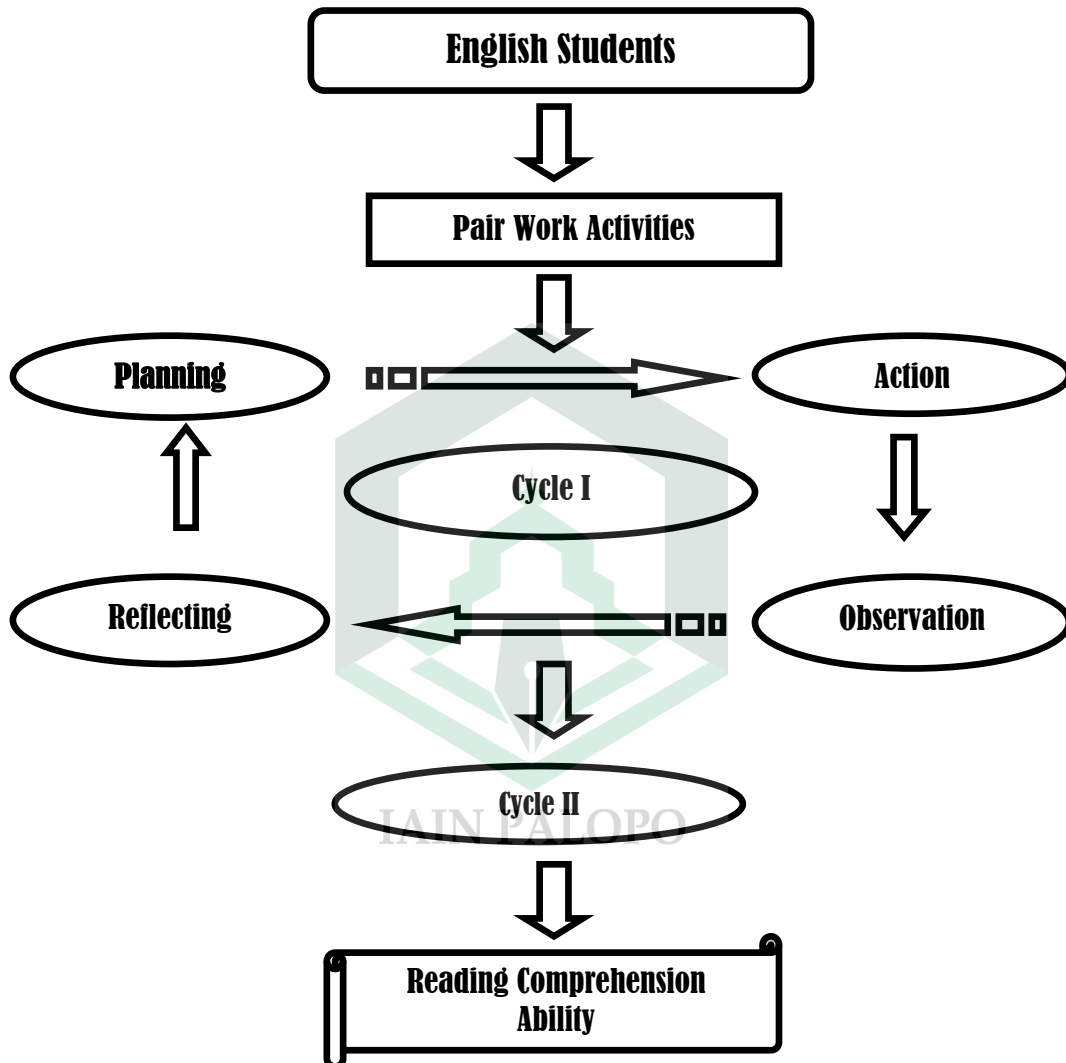 English Students
Pair Work Activities
Planning
Action
Cycle I
Reflecting
Observation
Cycle II
IAIN PALOPO
Reading Comprehension
Ability